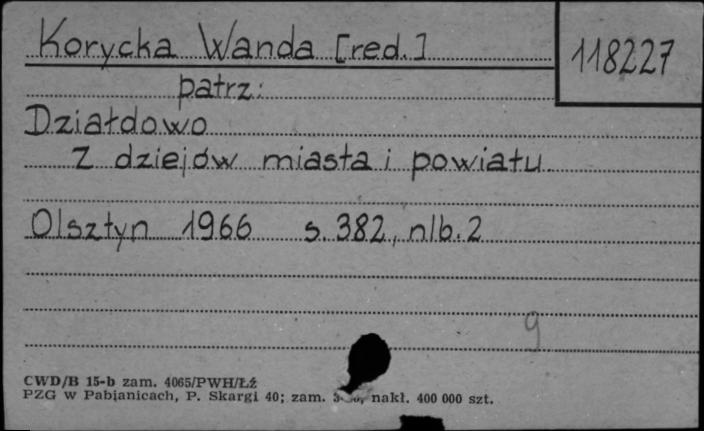 Korycka Wanda [red.]
118227
patrz:
Działdowo
Z dziejów miasta i powiatu
Olsztyn 1966 s. 382, nlb. 2
9
CWD/B 15-b zam. 4065/PWH/Łź
PZG w Pabianicach, P. Skargi 40; zam. nakł. 400 000 szt.